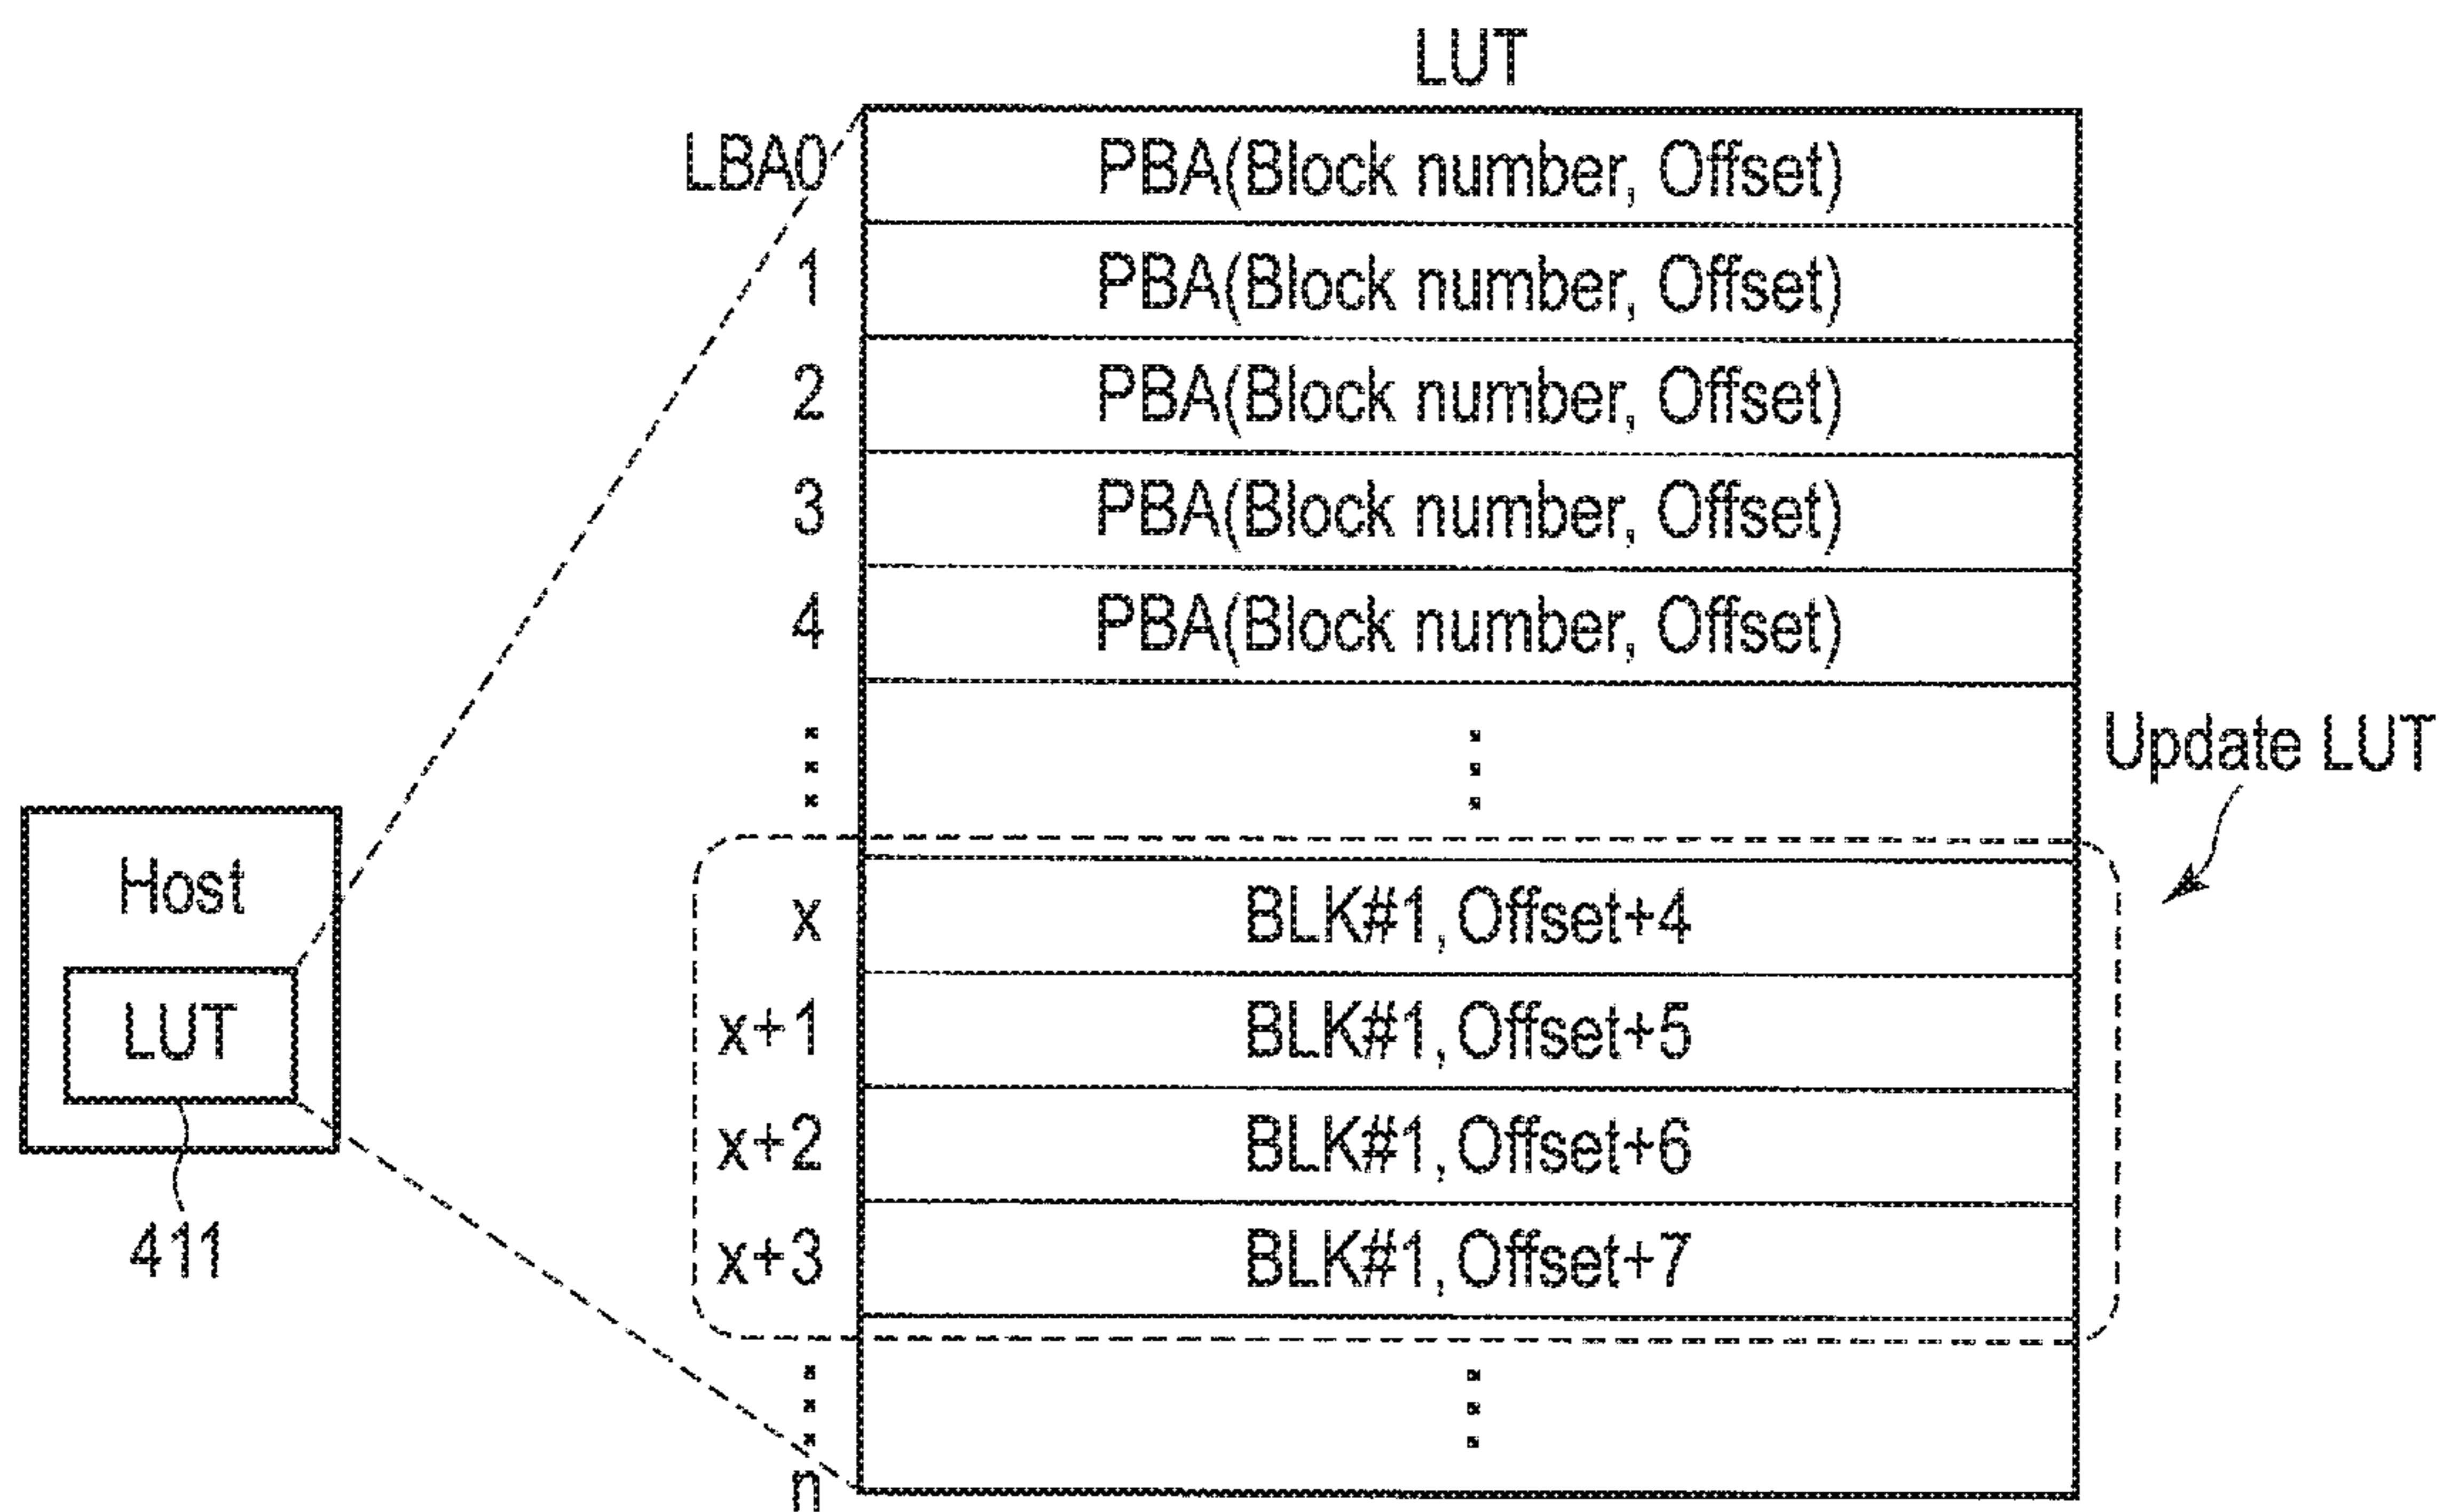 LUT
LBA0 PBA(Block number, Offset)
1 PBA(Block number, Offset)
2 PBA(Block number, Offset)
3 PBA(Block number, Offset)
4 PBA(Block number, Offset)
Update LUT
Host
LUT
411
x BLK#1, Offset+4
x+1 BLK#1, Offset+5
x+2 BLK#1, Offset+6
x+3 BLK#1, Offset+7
n